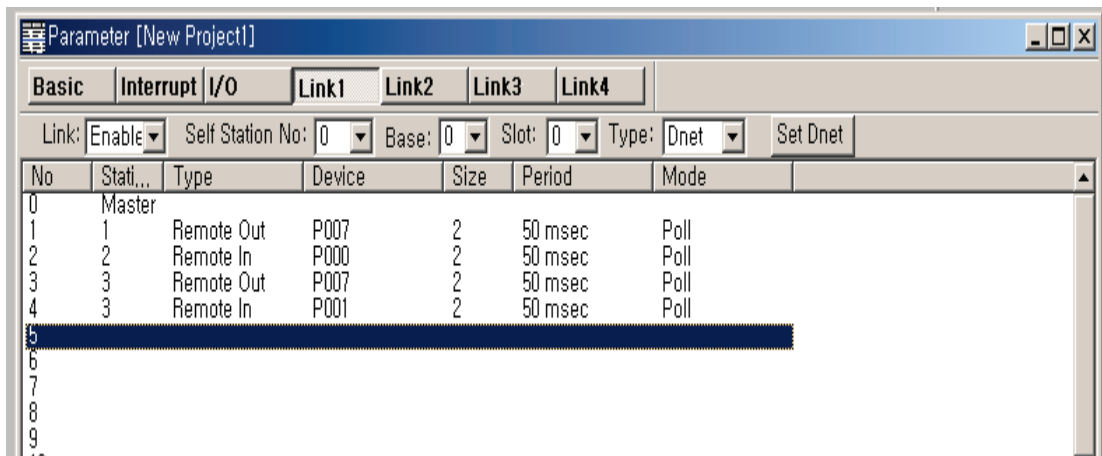 Parameter [New Project1]
Basic Interrupt I/O Link1 Link2 Link3 Link4
Link: Enable Self Station No: 0 Base: 0 Slot: 0 Type: Dnet Set Dnet
No Stati... Type Device Size Period Mode
0 Master
1 1 Remote Out P007 2 50 msec Poll
2 2 Remote In P000 2 50 msec Poll
3 3 Remote Out P007 2 50 msec Poll
4 3 Remote In P001 2 50 msec Poll
5
6
7
8
9